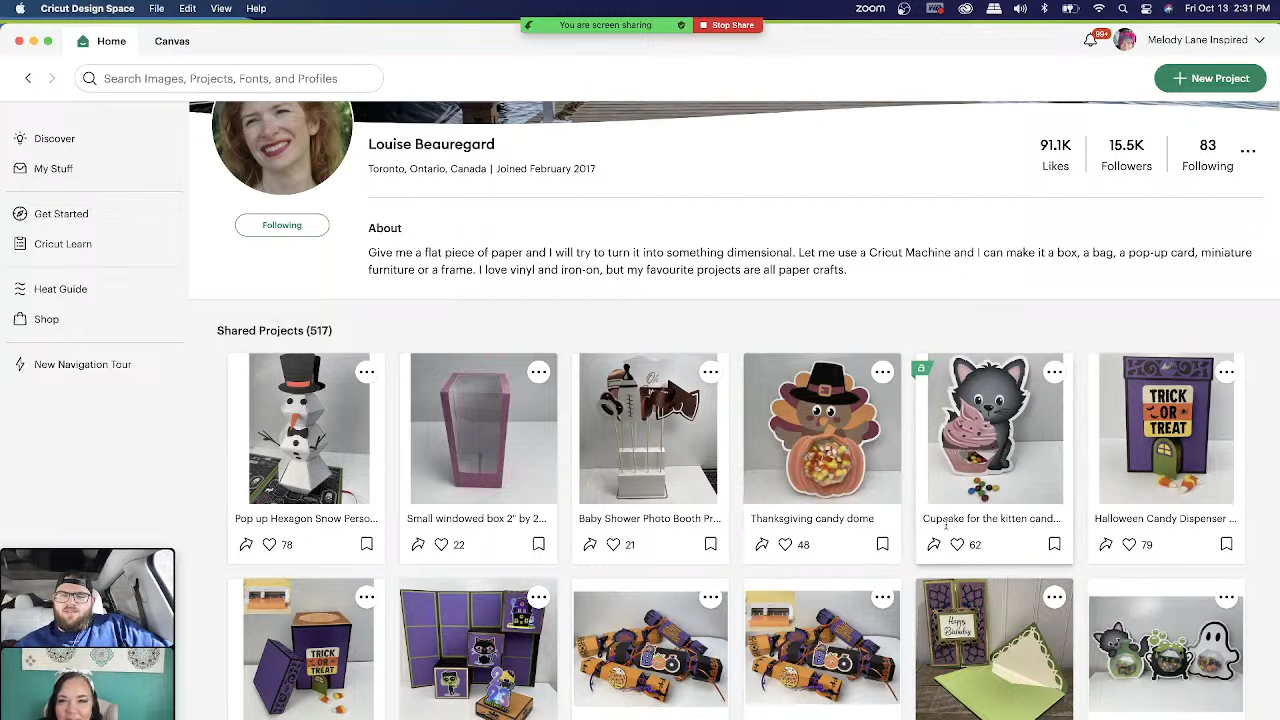 Cricut Design Space File Edit View Window Help
zoom Fri Oct 13 2:31 PM
You are screen sharing Stop Share
Home Canvas
99+ Melody Lane Inspired
Search Images, Projects, Fonts, and Profiles
New Project
Discover
My Stuff
Get Started
Cricut Learn
Heat Guide
Shop
New Navigation Tour
Louise Beauregard
Toronto, Ontario, Canada | Joined February 2017
91.1K 15.5K 83 ...
Likes Followers Following
Following
About
Give me a flat piece of paper and I will try to turn it into something dimensional. Let me use a Cricut Machine and I can make it a box, a bag, a pop-up card, miniature
furniture or a frame. I love vinyl and iron-on, but my favourite projects are all paper crafts.
Shared Projects (517)
a
TRICK
OR
TREAT
Pop up Hexagon Snow Perso...
Small windowed box 2" by 2...
Baby Shower Photo Booth Pr...
Thanksgiving candy dome
Cupcake for the kitten cand...
Halloween Candy Dispenser ...
78
22
21
48
62
79
TRICK
OR
TREAT
BOO
BOO
Happy
Birthday